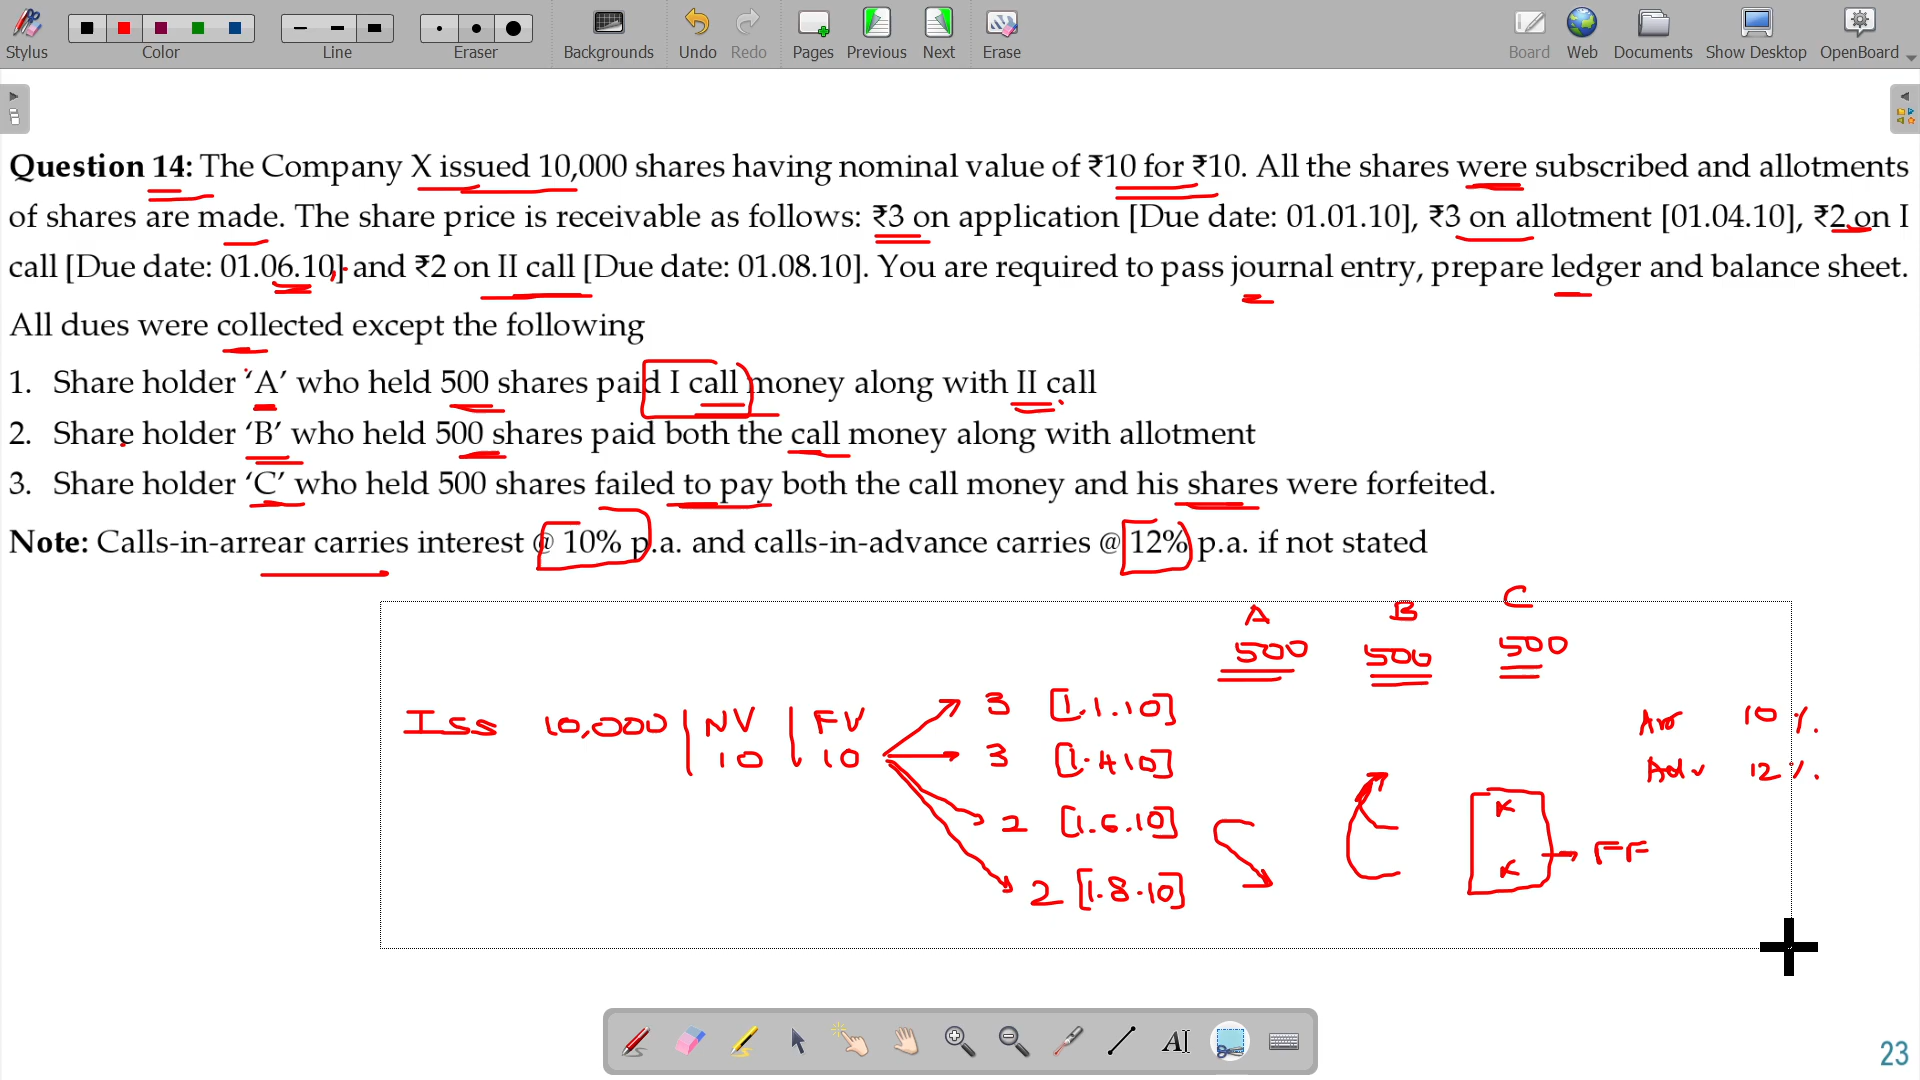 Stylus Color Line Eraser Backgrounds Undo Redo Pages Previous Next Erase Board Web Documents Show Desktop OpenBoard
Question 14: The Company X issued 10,000 shares having nominal value of ₹10 for ₹10. All the shares were subscribed and allotments
of shares are made. The share price is receivable as follows: ₹3 on application [Due date: 01.01.10], ₹3 on allotment [01.04.10], ₹2 on I
call [Due date: 01.06.10] and ₹2 on II call [Due date: 01.08.10]. You are required to pass journal entry, prepare ledger and balance sheet.
All dues were collected except the following
1. Share holder ‘A’ who held 500 shares paid I call money along with II call
2. Share holder ‘B’ who held 500 shares paid both the call money along with allotment
3. Share holder ‘C’ who held 500 shares failed to pay both the call money and his shares were forfeited.
Note: Calls-in-arrear carries interest @ 10% p.a. and calls-in-advance carries @ 12% p.a. if not stated
A B C
500 500 500
Iss 10,000 | NV | FV
10 10
3 [1.1.10]
3 [1.4.10]
2 [1.6.10]
2 [1.8.10]
Arr 10%.
Adv 12%.
x
x
FF
AI
23